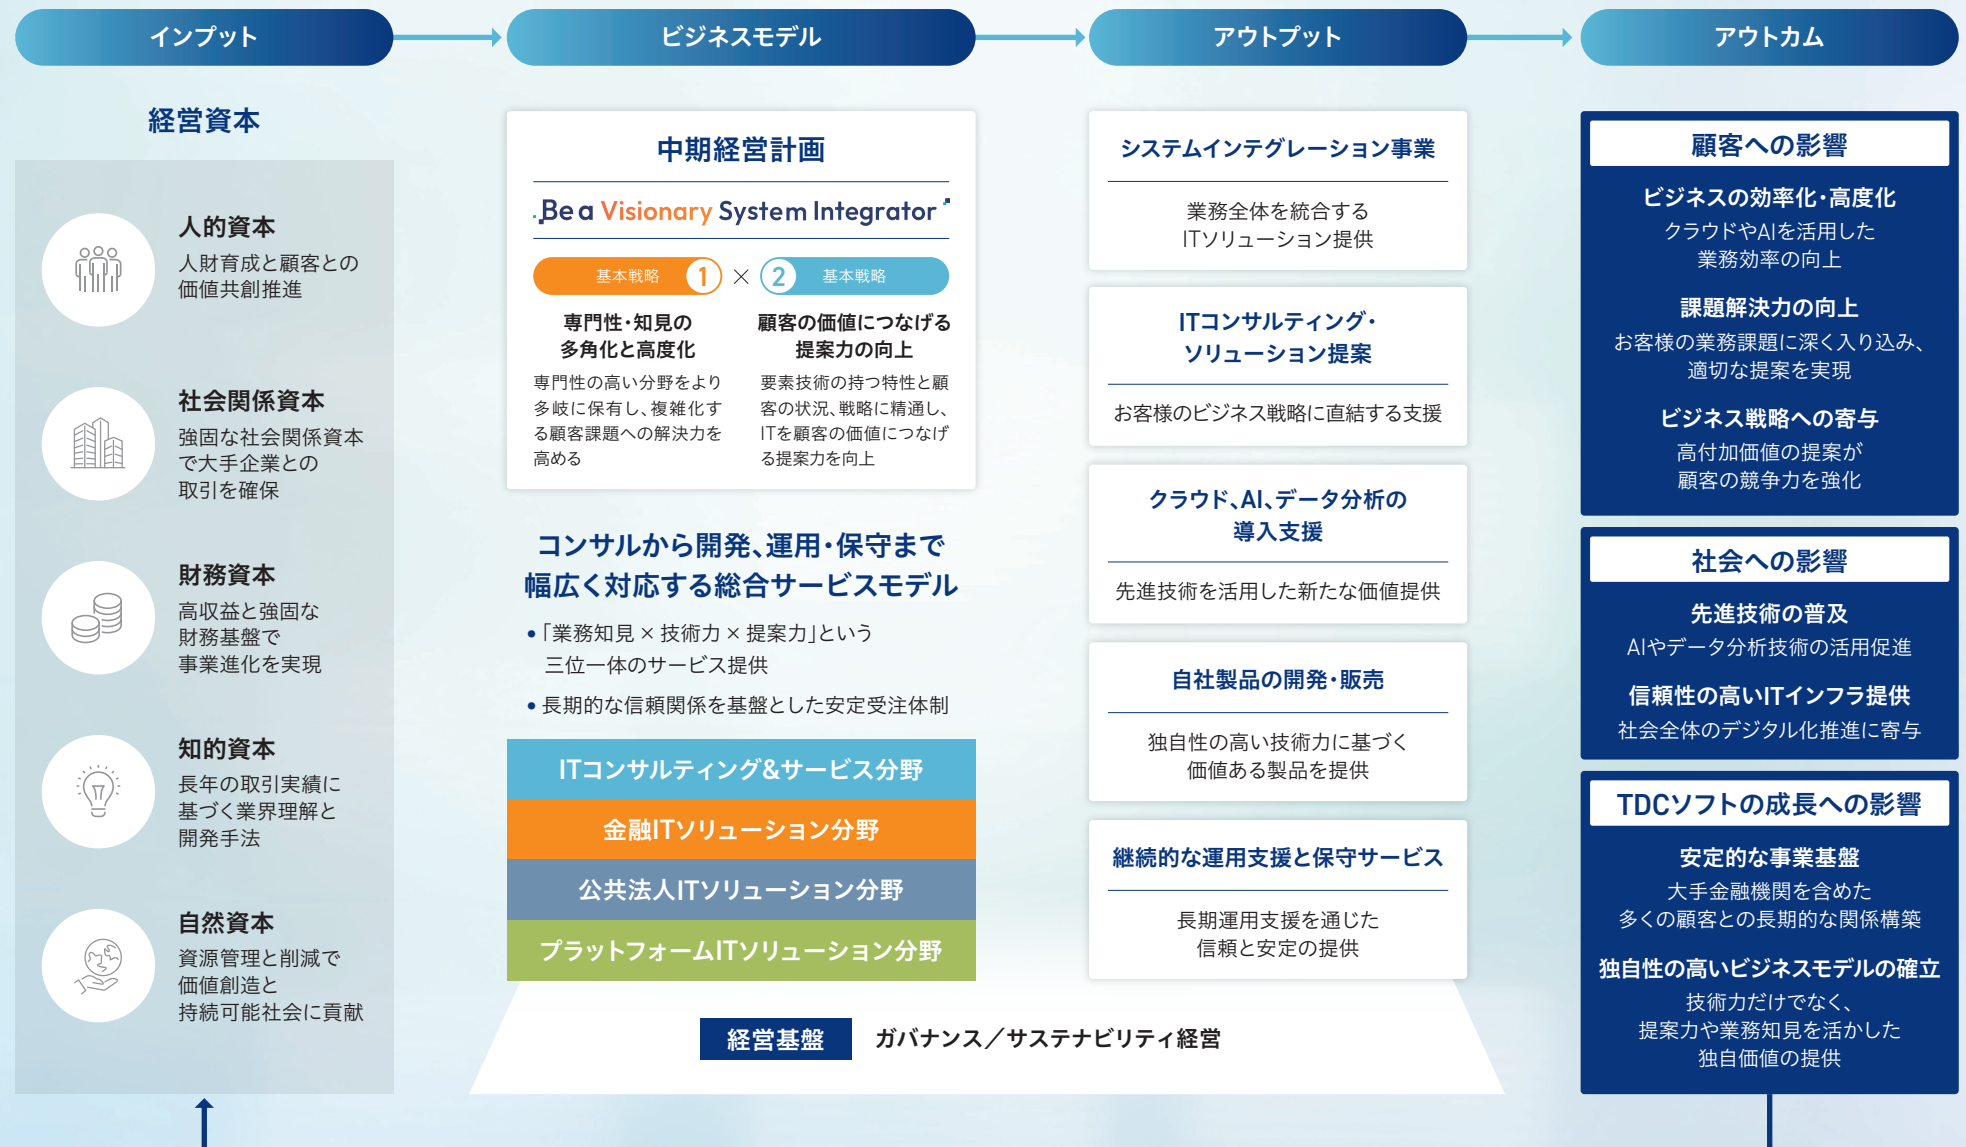 インプット
ビジネスモデル
アウトプット
アウトカム
経営資本
人的資本
人財育成と顧客との
価値共創推進
社会関係資本
強固な社会関係資本
で大手企業との
取引を確保
財務資本
高収益と強固な
財務基盤で
事業進化を実現
知的資本
長年の取引実績に
基づく業界理解と
開発手法
自然資本
資源管理と削減で
価値創造と
持続可能社会に貢献
中期経営計画
Be a Visionary System Integrator
基本戦略 1 × 2 基本戦略
専門性・知見の
多角化と高度化
専門性の高い分野をより
多岐に保有し、複雑化す
る顧客課題への解決力を
高める
顧客の価値につなげる
提案力の向上
要素技術の持つ特性と顧
客の状況、戦略に精通し、
ITを顧客の価値につなげ
る提案力を向上
コンサルから開発、運用・保守まで
幅広く対応する総合サービスモデル
•「業務知見 × 技術力 × 提案力」という
三位一体のサービス提供
• 長期的な信頼関係を基盤とした安定受注体制
ITコンサルティング&サービス分野
金融ITソリューション分野
公共法人ITソリューション分野
プラットフォームITソリューション分野
システムインテグレーション事業
業務全体を統合する
ITソリューション提供
ITコンサルティング・
ソリューション提案
お客様のビジネス戦略に直結する支援
クラウド、AI、データ分析の
導入支援
先進技術を活用した新たな価値提供
自社製品の開発・販売
独自性の高い技術力に基づく
価値ある製品を提供
継続的な運用支援と保守サービス
長期運用支援を通じた
信頼と安定の提供
経営基盤 ガバナンス／サステナビリティ経営
顧客への影響
ビジネスの効率化・高度化
クラウドやAIを活用した
業務効率の向上
課題解決力の向上
お客様の業務課題に深く入り込み、
適切な提案を実現
ビジネス戦略への寄与
高付加価値の提案が
顧客の競争力を強化
社会への影響
先進技術の普及
AIやデータ分析技術の活用促進
信頼性の高いITインフラ提供
社会全体のデジタル化推進に寄与
TDCソフトの成長への影響
安定的な事業基盤
大手金融機関を含めた
多くの顧客との長期的な関係構築
独自性の高いビジネスモデルの確立
技術力だけでなく、
提案力や業務知見を活かした
独自価値の提供